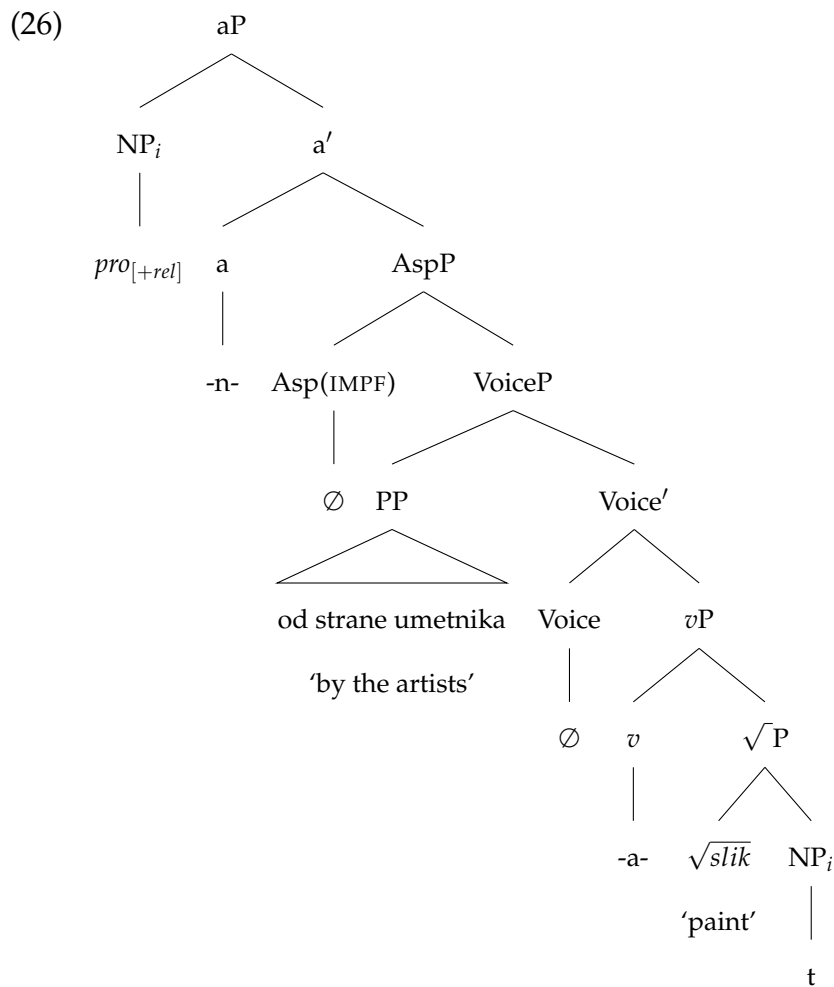 (26) aP
NPᵢ a′
pro[+rel] a AspP
-n- Asp(IMPF) VoiceP
∅ PP Voice′
od strane umetnika Voice vP
‘by the artists’
∅ v √P
-a- √slik NPᵢ
‘paint’
t